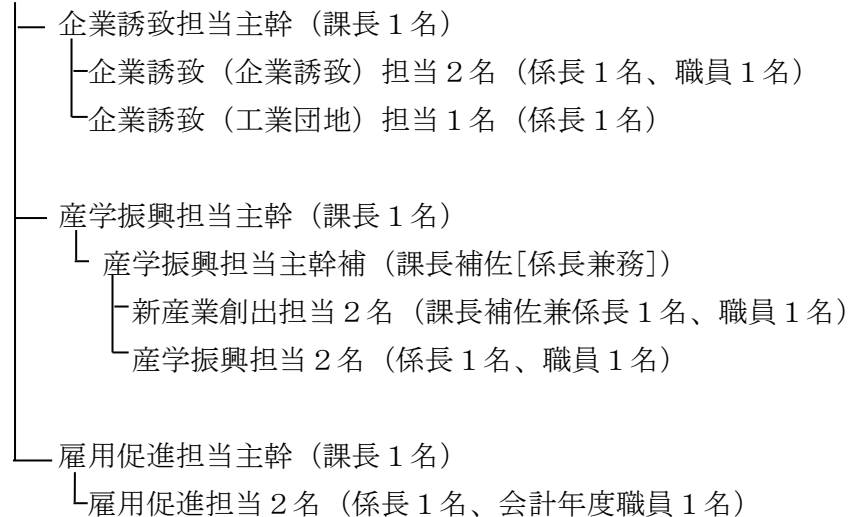 企業誘致担当主幹（課長１名）
企業誘致（企業誘致）担当２名（係長１名、職員１名）
企業誘致（工業団地）担当１名（係長１名）
産学振興担当主幹（課長１名）
産学振興担当主幹補（課長補佐[係長兼務]）
新産業創出担当２名（課長補佐兼係長１名、職員１名）
産学振興担当２名（係長１名、職員１名）
雇用促進担当主幹（課長１名）
雇用促進担当２名（係長１名、会計年度職員１名）